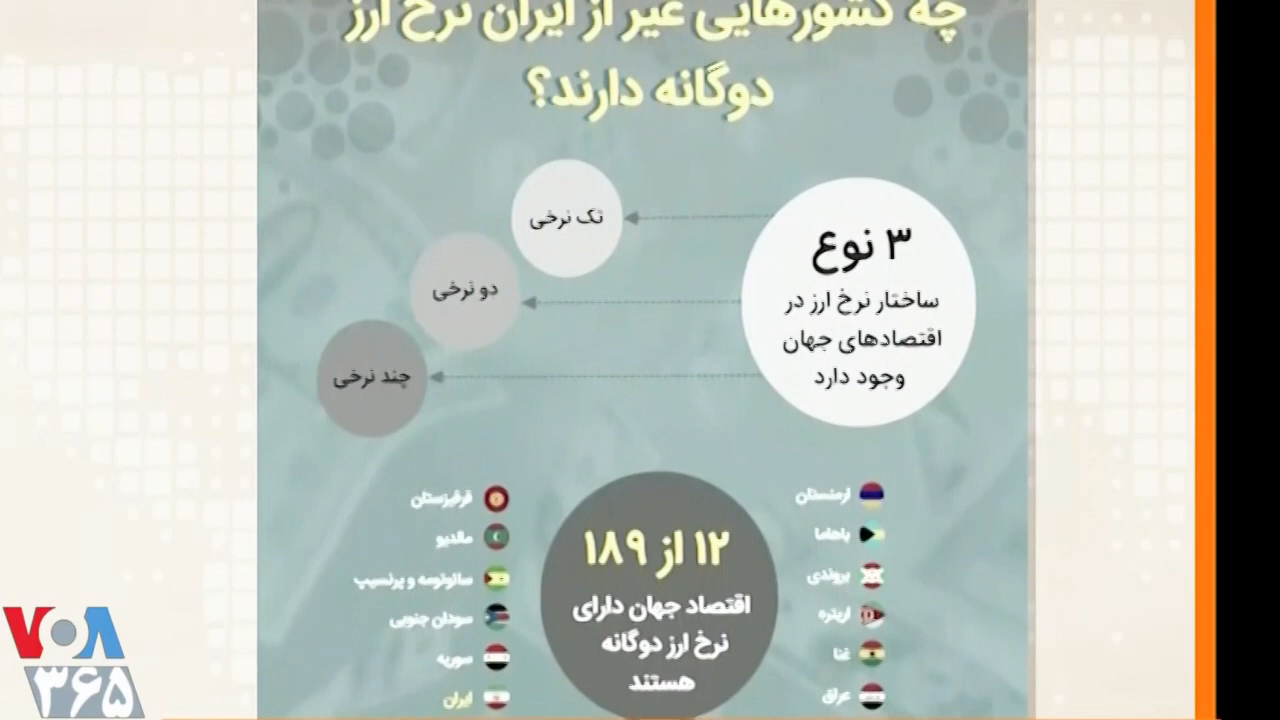 چه کشورهایی غیر از ایران نرخ ارز
دوگانه دارند؟
۳ نوع
ساختار نرخ ارز در
اقتصادهای جهان
وجود دارد
تک نرخی
دو نرخی
چند نرخی
ارمنستان
باهاما
بروندی
اریتره
غنا
عراق
۱۲ از ۱۸۹
اقتصاد جهان دارای
نرخ ارز دوگانه
هستند
قرقیزستان
مالدیو
سائوتومه و پرنسیپ
سودان جنوبی
سوریه
ایران
VOA
۳۶۵